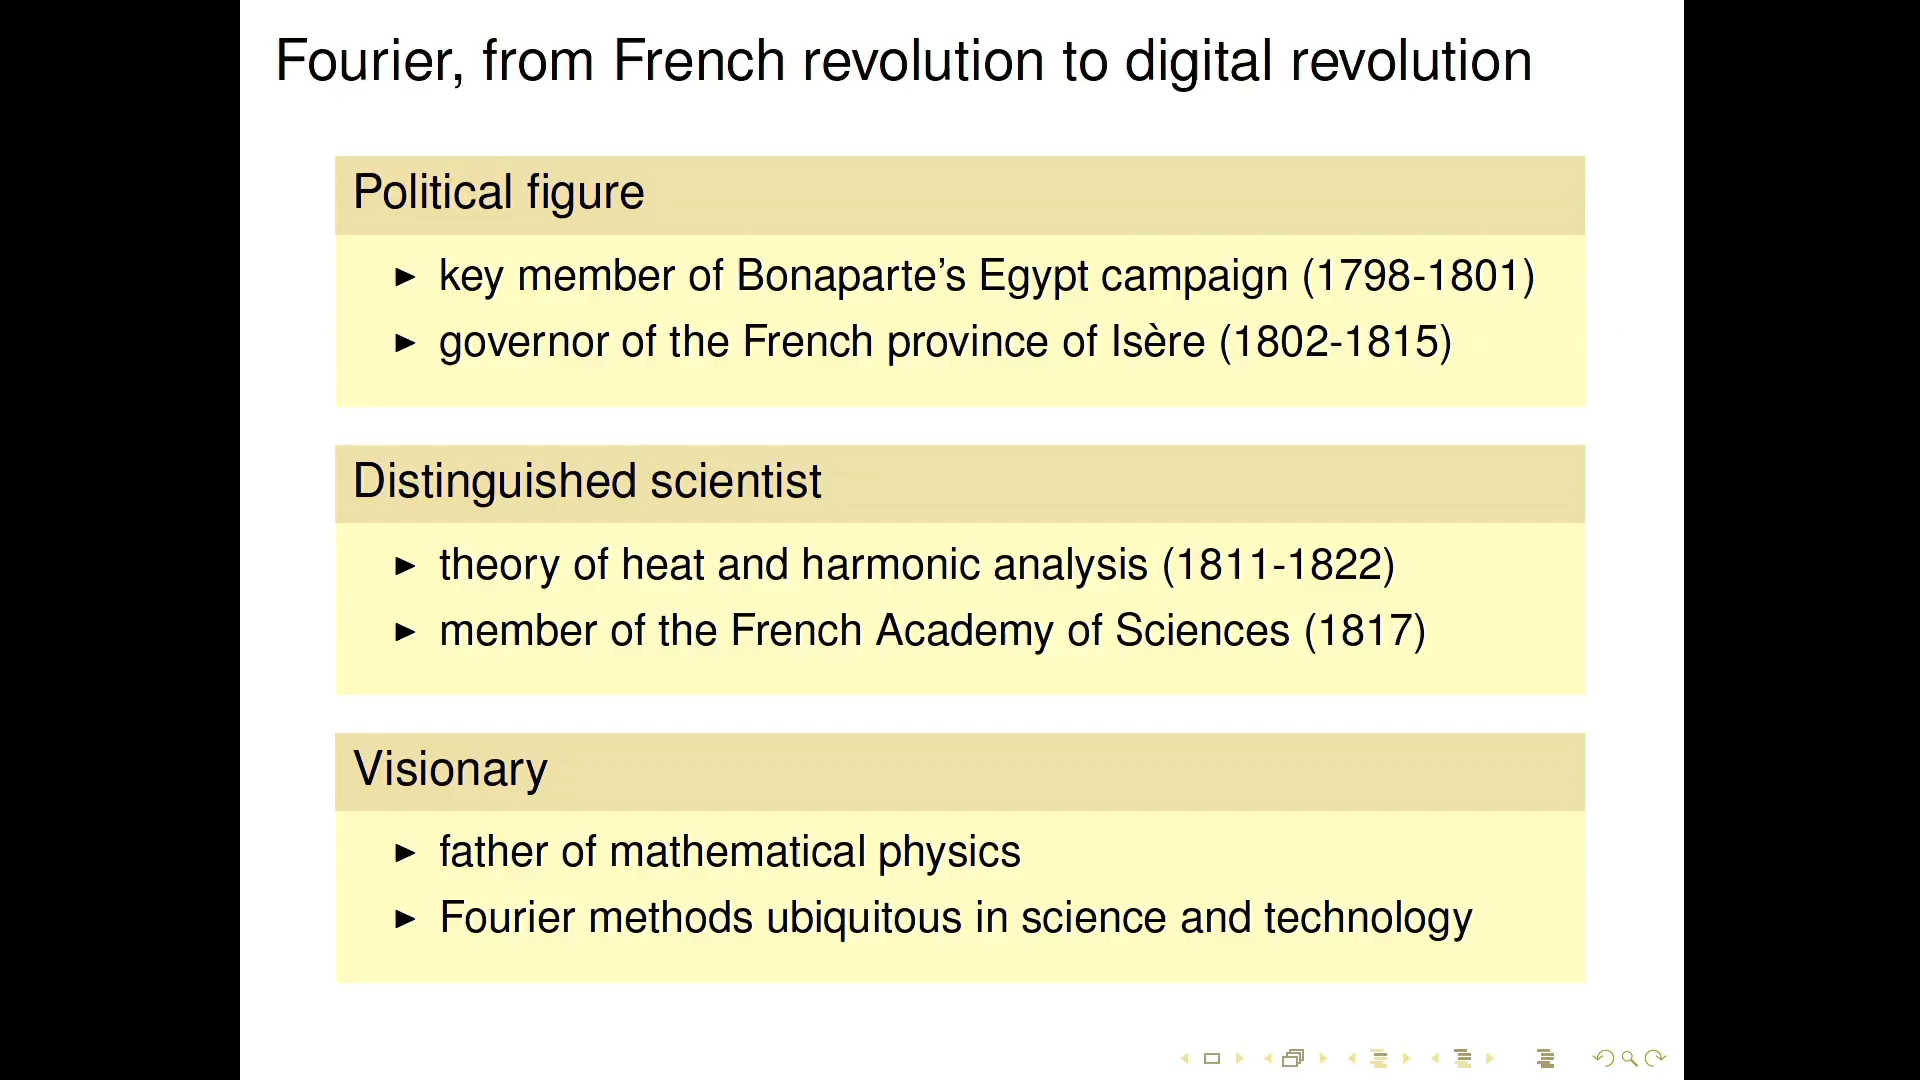 Fourier, from French revolution to digital revolution
Political figure
▶ key member of Bonaparte's Egypt campaign (1798-1801)
▶ governor of the French province of Isère (1802-1815)
Distinguished scientist
▶ theory of heat and harmonic analysis (1811-1822)
▶ member of the French Academy of Sciences (1817)
Visionary
▶ father of mathematical physics
▶ Fourier methods ubiquitous in science and technology